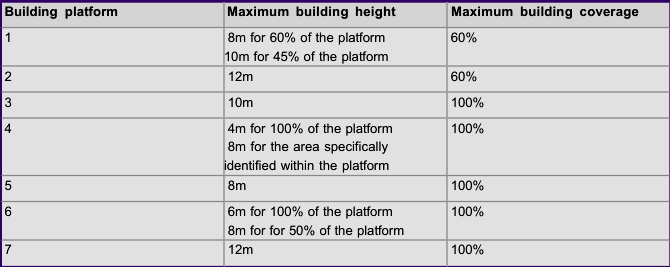 Building platform Maximum building height Maximum building coverage
1 8m for 60% of the platform 60%
10m for 45% of the platform
2 12m 60%
3 10m 100%
4 4m for 100% of the platform 100%
8m for the area specifically
identified within the platform
5 8m 100%
6 6m for 100% of the platform 100%
8m for for 50% of the platform
7 12m 100%